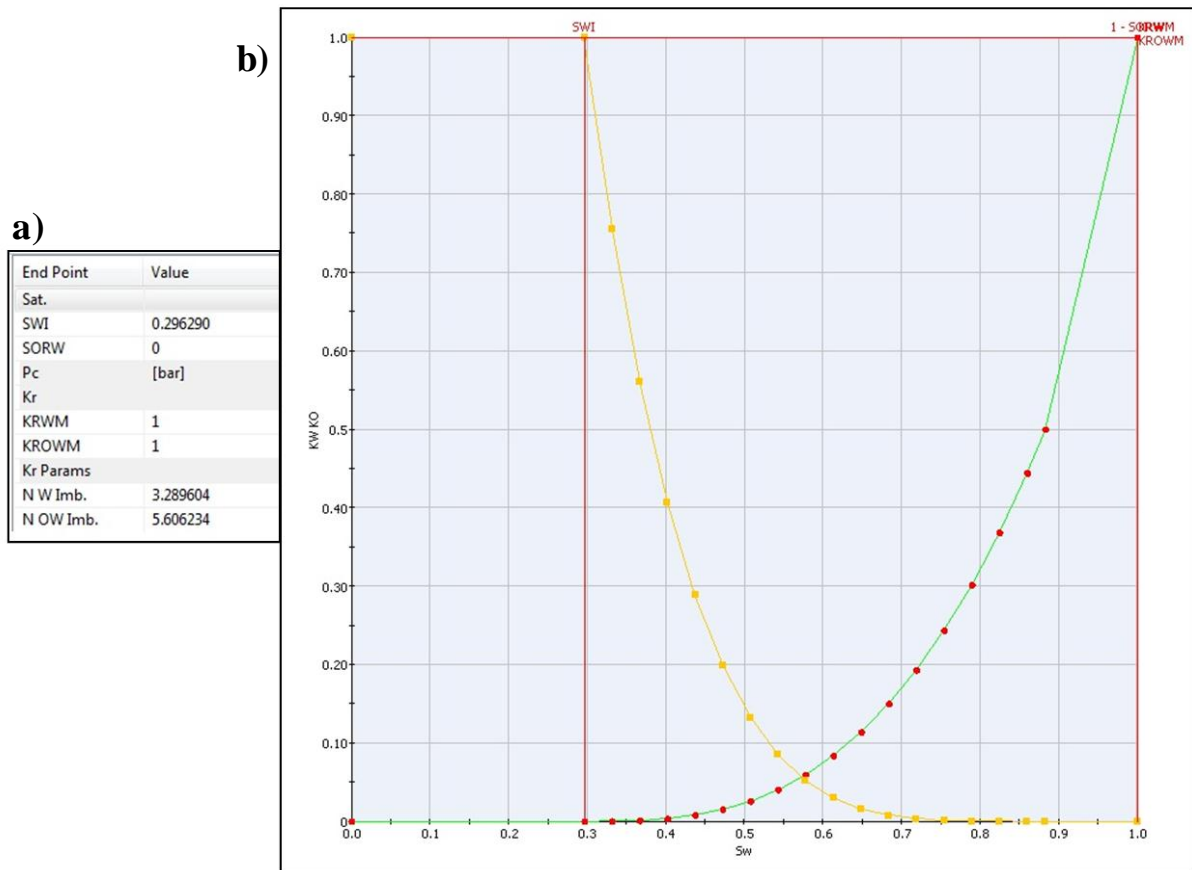 a)
End Point Value
Sat.
SWI 0.296290
SORW 0
Pc [bar]
Kr
KRWM 1
KROWM 1
Kr Params
N W Imb. 3.289604
N OW Imb. 5.606234
b)
SWI
1 - SORW
KROWM
1.0
0.90
0.80
0.70
0.60
0.5
0.40
0.30
0.20
0.10
0
KW KO
0.0 0.1 0.2 0.3 0.4 0.5 0.6 0.7 0.8 0.9 1.0
Sw